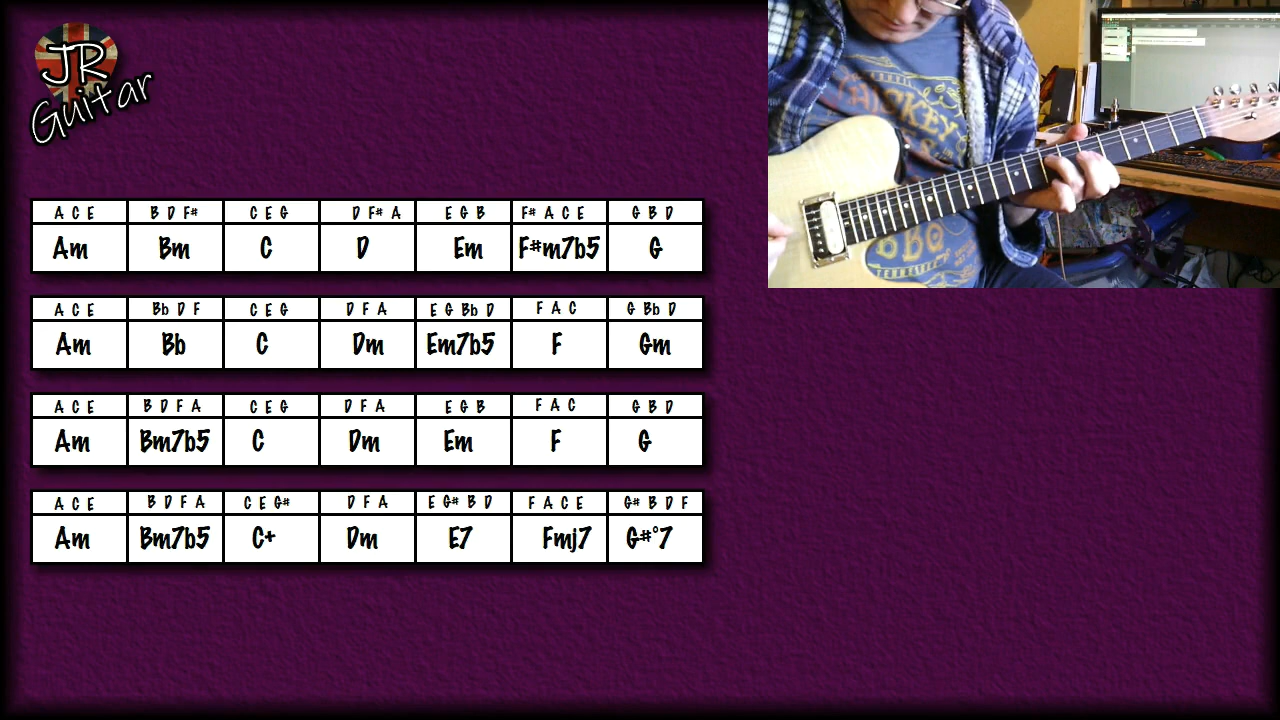 JR
Guitar
A C E B D F# C E G D F# A E G B F# A C E G B D
Am Bm C D Em F#m7b5 G
A C E Bb D F C E G D F A E G Bb D F A C G Bb D
Am Bb C Dm Em7b5 F Gm
A C E B D F A C E G D F A E G B F A C G B D
Am Bm7b5 C Dm Em F G
A C E B D F A C E G# D F A E G# B D F A C E G# B D F
Am Bm7b5 C+ Dm E7 Fmj7 G#°7
BBQ